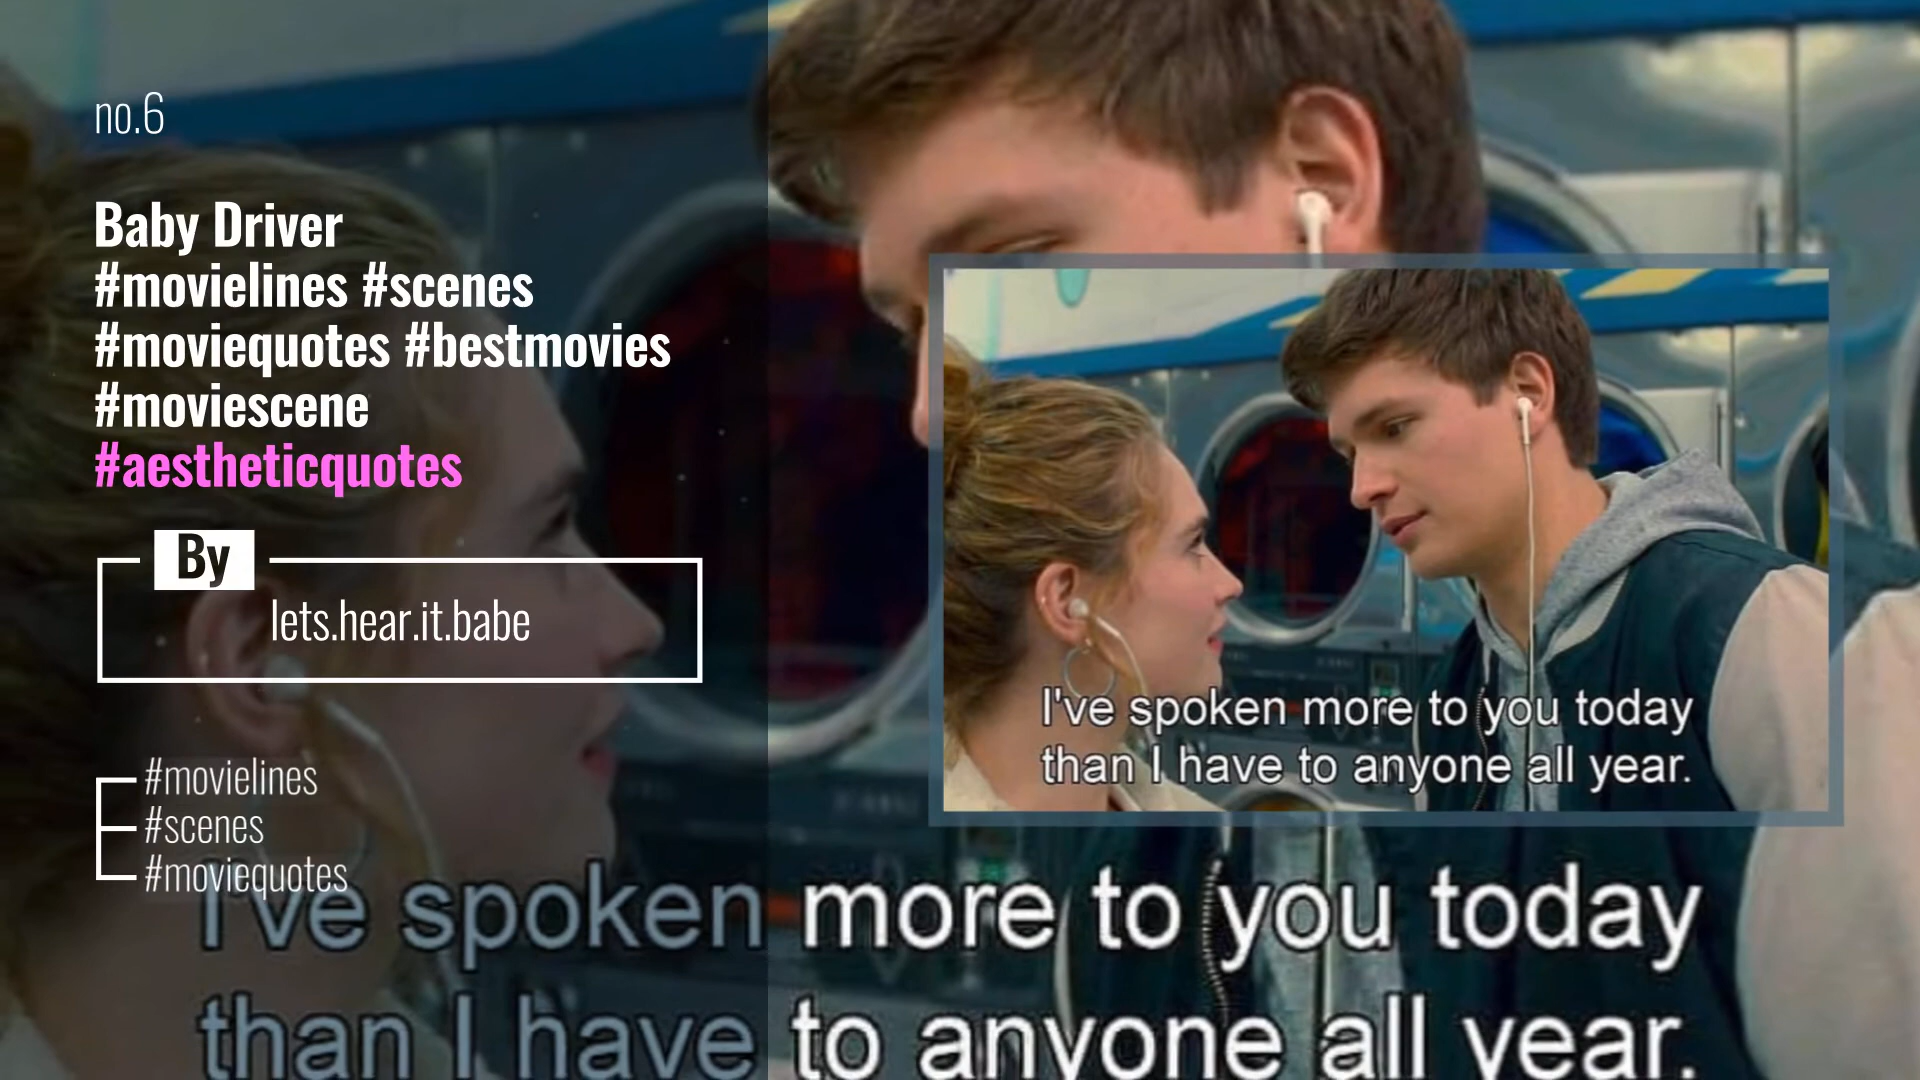 no.6
Baby Driver
#movielines #scenes
#moviequotes #bestmovies
#moviescene
#aestheticquotes
By
lets.hear.it.babe
#movielines
#scenes
#moviequotes
I've spoken more to you today
than I have to anyone all year.
I've spoken more to you today
than I have to anyone all year.